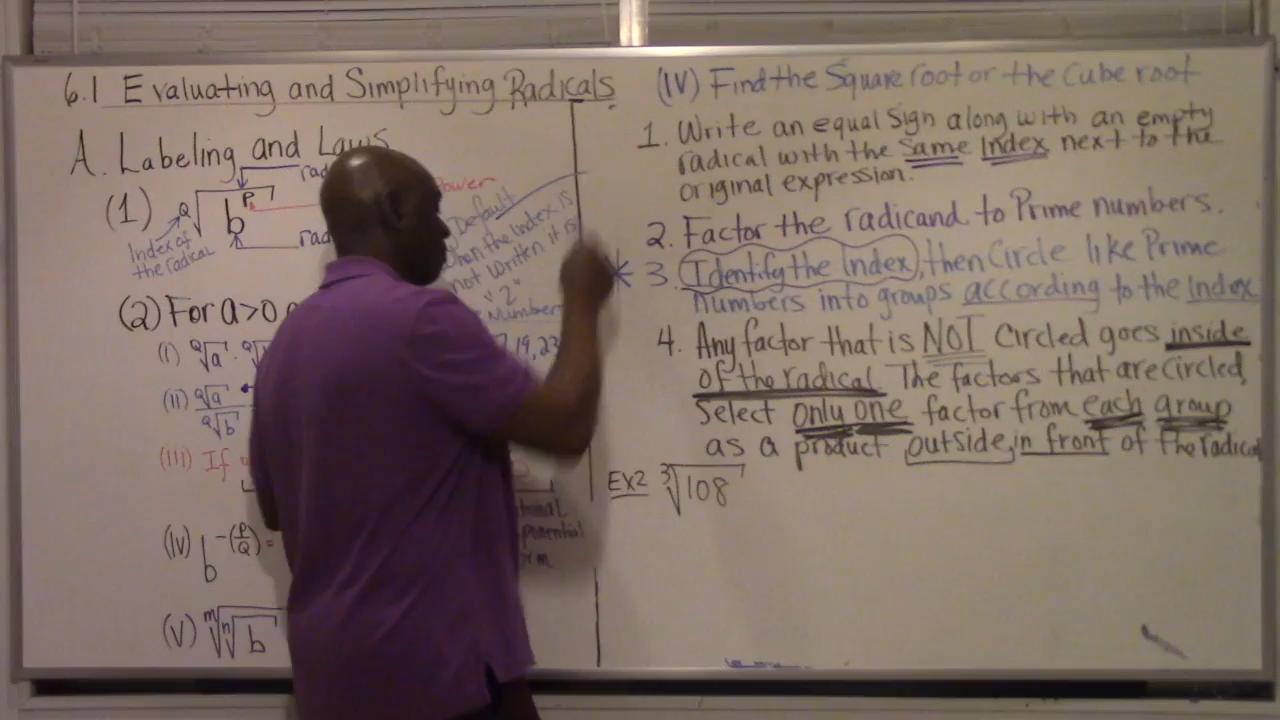 6.1 Evaluating and Simplifying Radicals
A. Labeling and Laws
(1) Q√b P
Index of
the radical
rad
Power
rad
Default
When the Index is
not written it is
"2"
Numbers
19, 23
(2) For a>0
(i) ᵃ√a · ᵃ√
(ii) ᵃ√a
ᵃ√b
(iii) If
tional
ponential
orm
(iv) b^-(P/Q) =
(v) ᵐ√ⁿ√b
(IV) Find the Square root or the Cube root
1. Write an equal sign along with an empty
radical with the same Index next to the
original expression.
2. Factor the radicand to Prime numbers.
* 3. Identify the Index, then Circle like Prime
numbers into groups according to the Index
4. Any factor that is NOT Circled goes inside
of the radical The factors that are circled,
Select only one factor from each group
as a product outside, in front of the radical
Ex2 ³√108